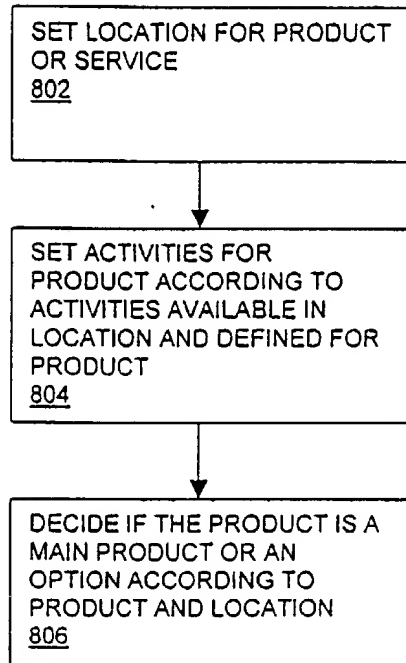 SET LOCATION FOR PRODUCT
OR SERVICE
802
SET ACTIVITIES FOR
PRODUCT ACCORDING TO
ACTIVITIES AVAILABLE IN
LOCATION AND DEFINED FOR
PRODUCT
804
DECIDE IF THE PRODUCT IS A
MAIN PRODUCT OR AN
OPTION ACCORDING TO
PRODUCT AND LOCATION
806